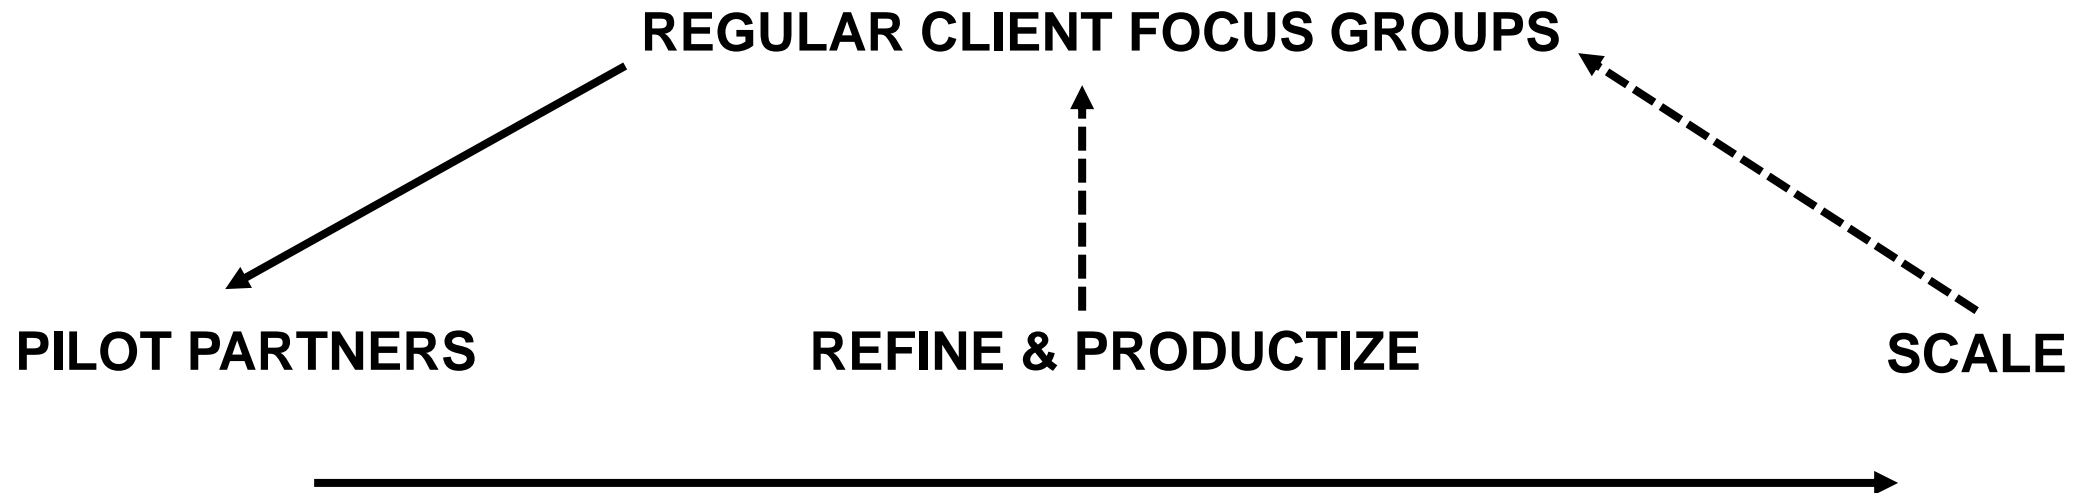 REGULAR CLIENT FOCUS GROUPS
PILOT PARTNERS
REFINE & PRODUCTIZE
SCALE